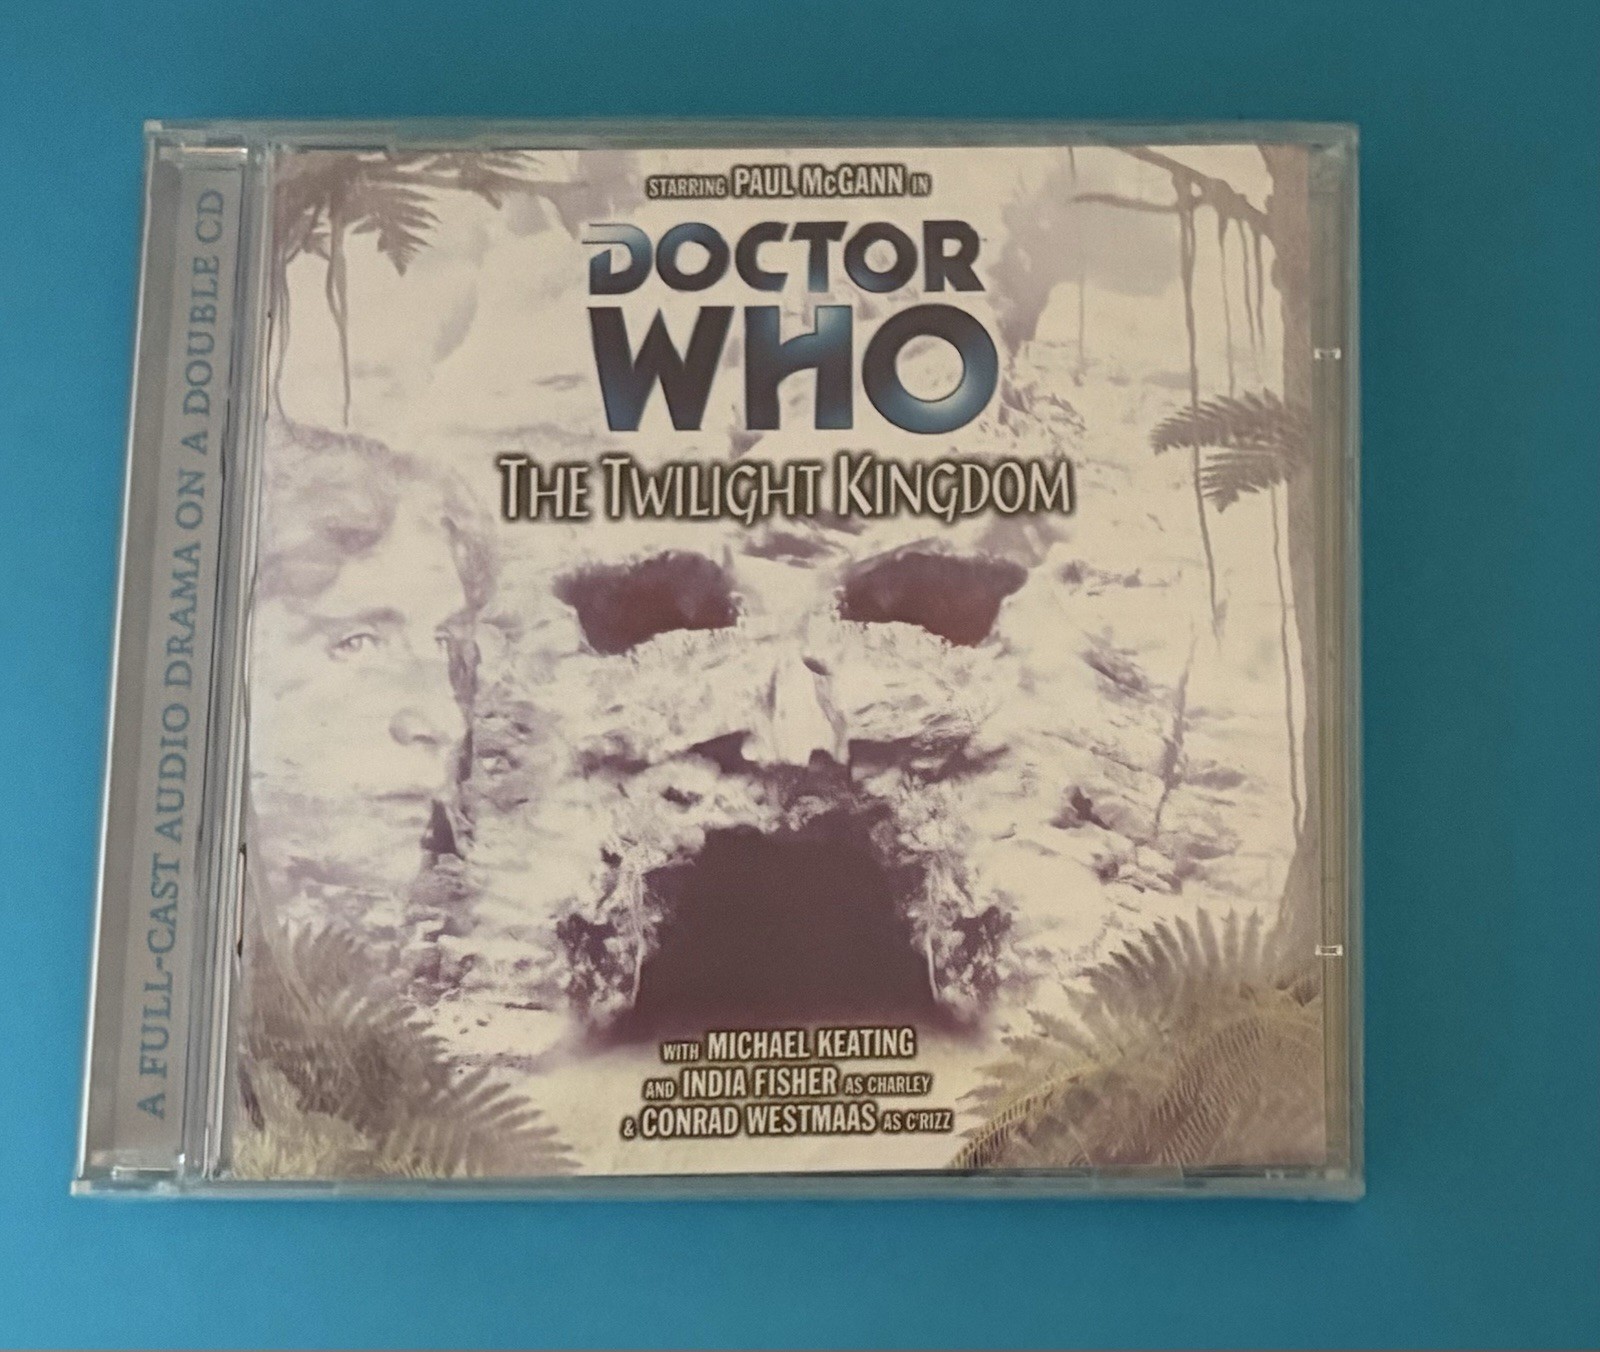 A FULL-CAST AUDIO DRAMA ON A DOUBLE CD
STARRING PAUL McGANN IN
DOCTOR
WHO
THE TWILIGHT KINGDOM
WITH MICHAEL KEATING
AND INDIA FISHER AS CHARLEY
& CONRAD WESTMAAS AS C'RIZZ